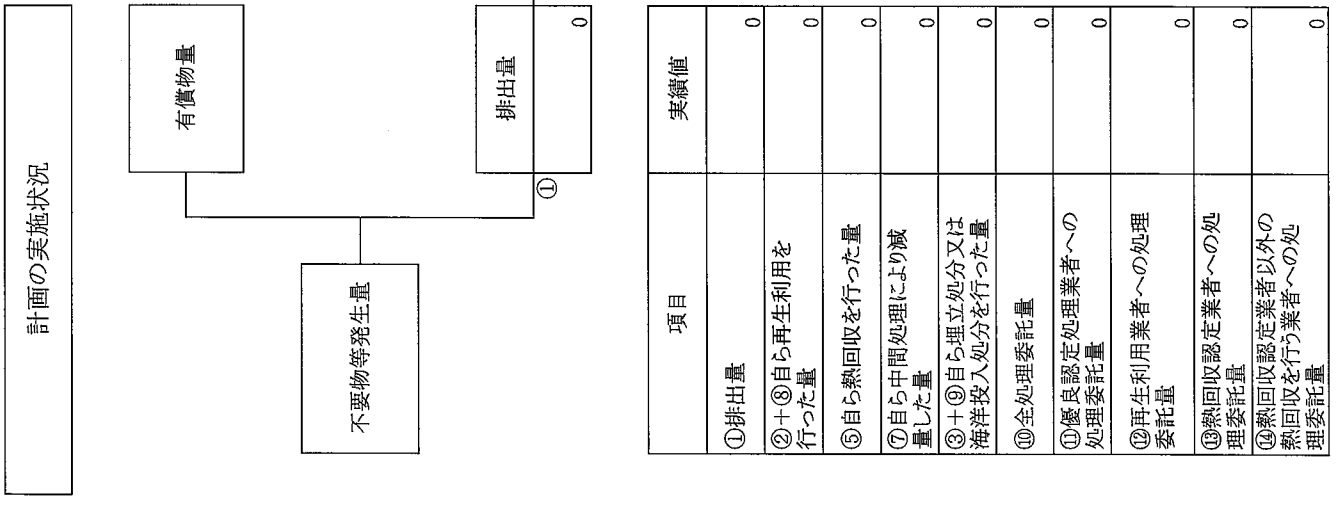 計画の実施状況
有償物量
不要物等発生量
排出量
①
0
項目
実績値
①排出量
0
②+⑧自ら再生利用を
行った量
0
⑤自ら熱回収を行った量
0
⑦自ら中間処理により減
量した量
0
③+⑨自ら埋立処分又は
海洋投入処分を行った量
0
⑩全処理委託量
0
⑪優良認定処理業者への
処理委託量
0
⑫再生利用業者への処理
委託量
0
⑬熱回収認定業者への処
理委託量
0
⑭熱回収認定業者以外の
熱回収を行う業者への処
理委託量
0